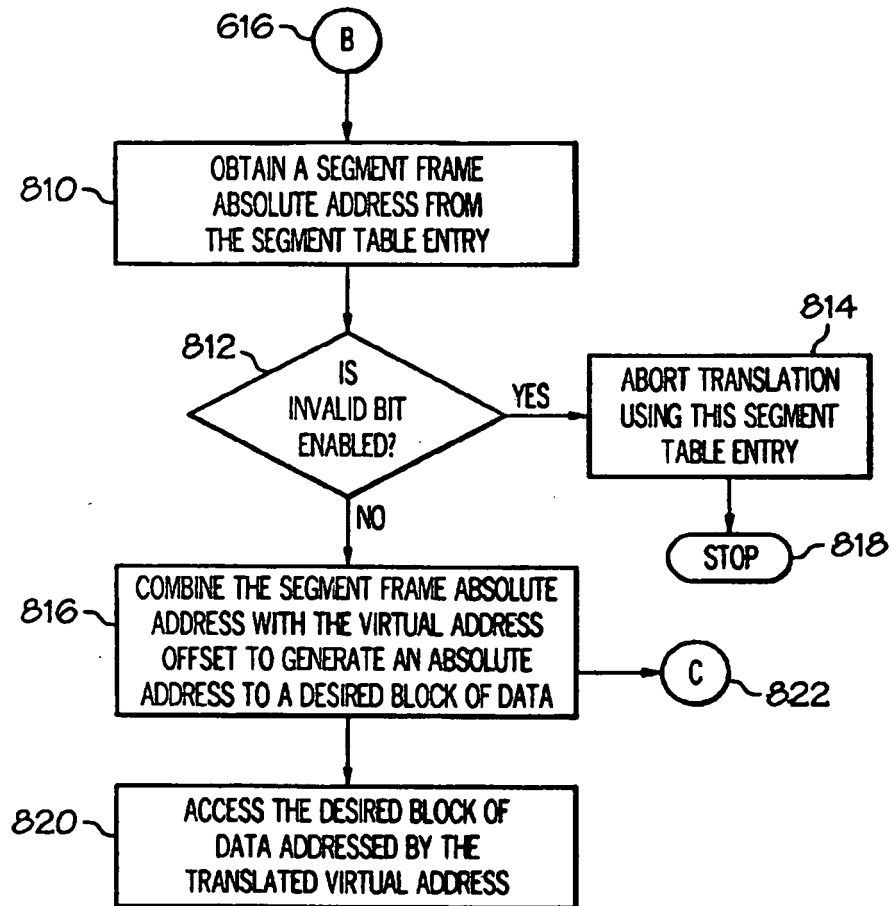 616
B
810
OBTAIN A SEGMENT FRAME
ABSOLUTE ADDRESS FROM
THE SEGMENT TABLE ENTRY
812
IS
INVALID BIT
ENABLED?
YES
814
ABORT TRANSLATION
USING THIS SEGMENT
TABLE ENTRY
NO
STOP
818
816
COMBINE THE SEGMENT FRAME ABSOLUTE
ADDRESS WITH THE VIRTUAL ADDRESS
OFFSET TO GENERATE AN ABSOLUTE
ADDRESS TO A DESIRED BLOCK OF DATA
C
822
820
ACCESS THE DESIRED BLOCK OF
DATA ADDRESSED BY THE
TRANSLATED VIRTUAL ADDRESS